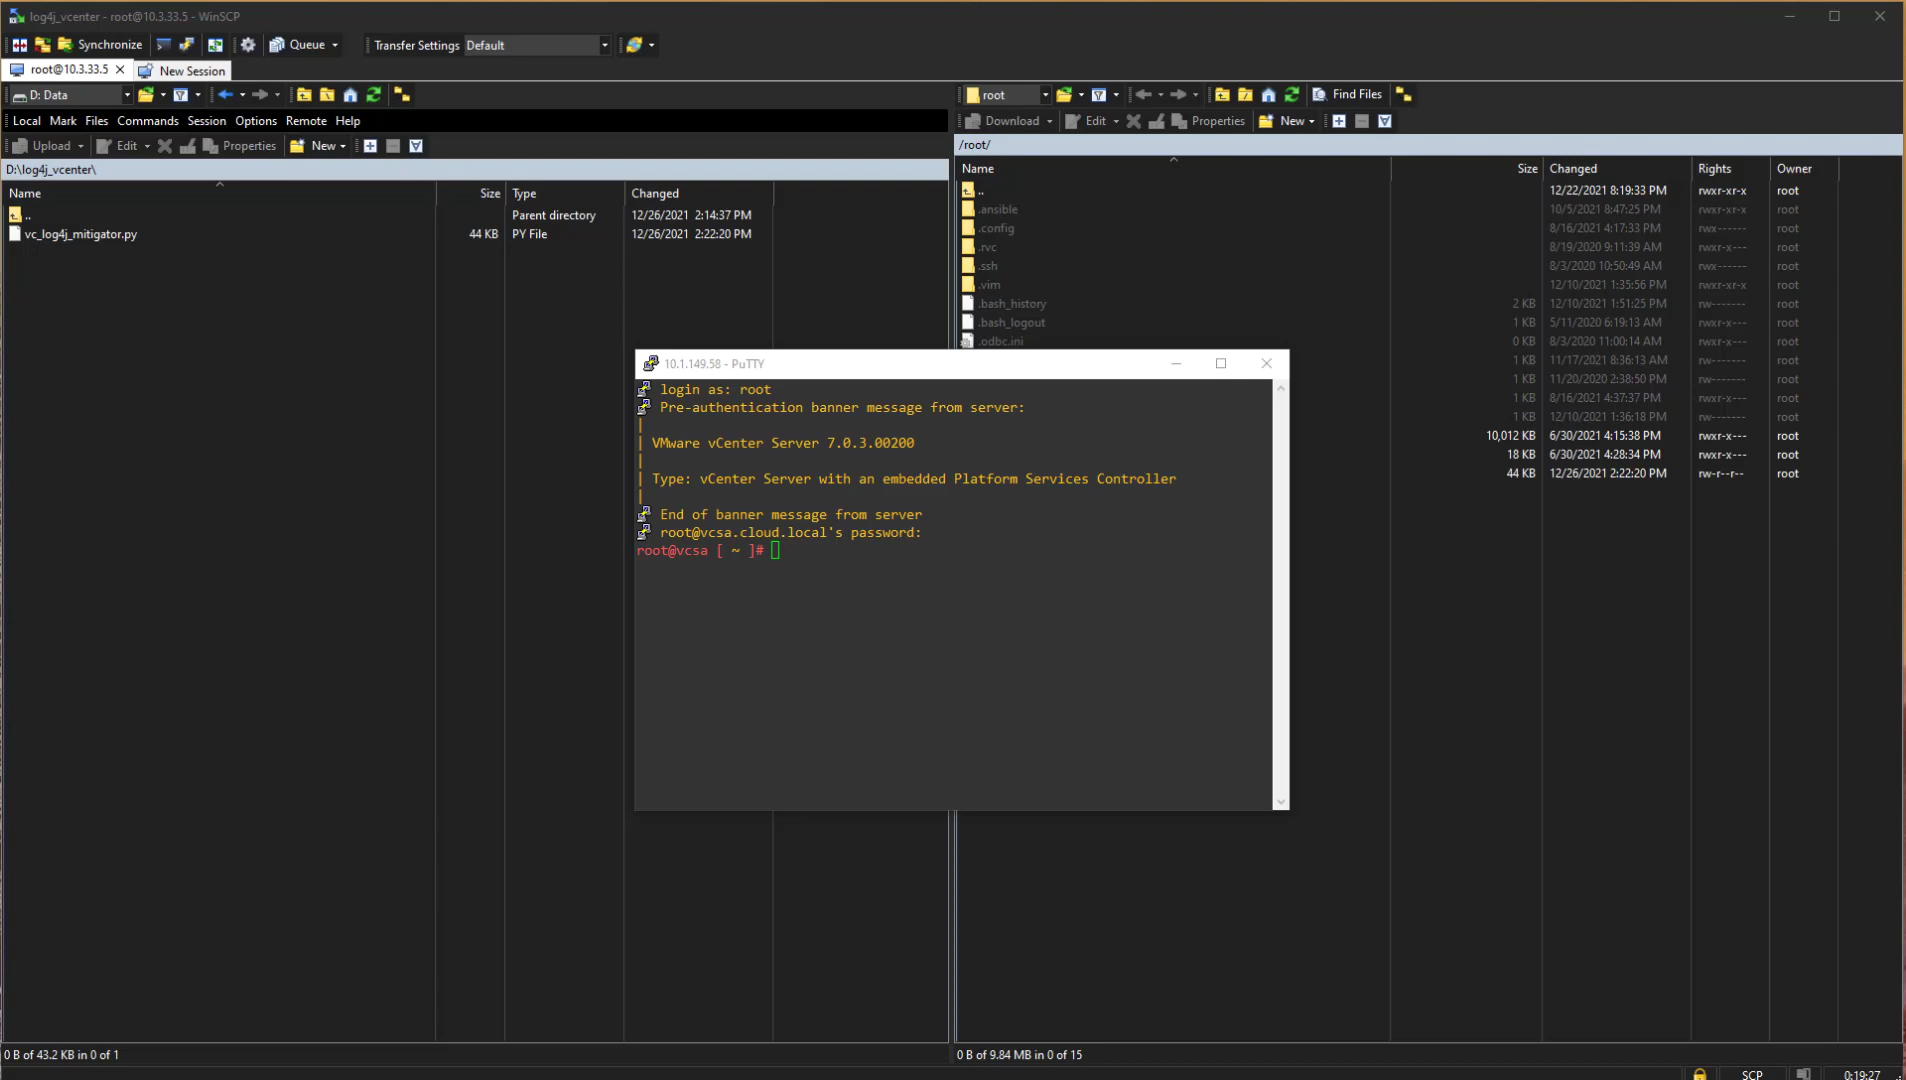 log4j_vcenter - root@10.3.33.5 - WinSCP
Synchronize Queue Transfer Settings Default
root@10.3.33.5 New Session
D: Data
Local Mark Files Commands Session Options Remote Help
Upload Edit Properties New
D:\log4j_vcenter\
Name Size Type Changed
.. Parent directory 12/26/2021 2:14:37 PM
vc_log4j_mitigator.py 44 KB PY File 12/26/2021 2:22:20 PM
0 B of 43.2 KB in 0 of 1
root Find Files
Download Edit Properties New
/root/
Name Size Changed Rights Owner
.. 12/22/2021 8:19:33 PM rwxr-xr-x root
.ansible 10/5/2021 8:47:25 PM rwxr-xr-x root
.config 8/16/2021 4:17:33 PM rwx------ root
.rvc 8/19/2020 9:11:39 AM rwxr-x--- root
.ssh 8/3/2020 10:50:49 AM rwx------ root
.vim 12/10/2021 1:35:56 PM rwxr-xr-x root
.bash_history 2 KB 12/10/2021 1:51:25 PM rw------- root
.bash_logout 1 KB 5/11/2020 6:19:13 AM rwxr-x--- root
.odbc.ini 0 KB 8/3/2020 11:00:14 AM rwxr-x--- root
1 KB 11/17/2021 8:36:13 AM rw------- root
1 KB 11/20/2020 2:38:50 PM rwxr-x--- root
1 KB 8/16/2021 4:37:37 PM rwxr-x--- root
1 KB 12/10/2021 1:36:18 PM rw------- root
10,012 KB 6/30/2021 4:15:38 PM rwxr-x--- root
18 KB 6/30/2021 4:28:34 PM rwxr-x--- root
44 KB 12/26/2021 2:22:20 PM rw-r--r-- root
10.1.149.58 - PuTTY
login as: root
Pre-authentication banner message from server:
|
| VMware vCenter Server 7.0.3.00200
|
| Type: vCenter Server with an embedded Platform Services Controller
|
End of banner message from server
root@vcsa.cloud.local's password:
root@vcsa [ ~ ]#
0 B of 9.84 MB in 0 of 15
SCP 0:19:27